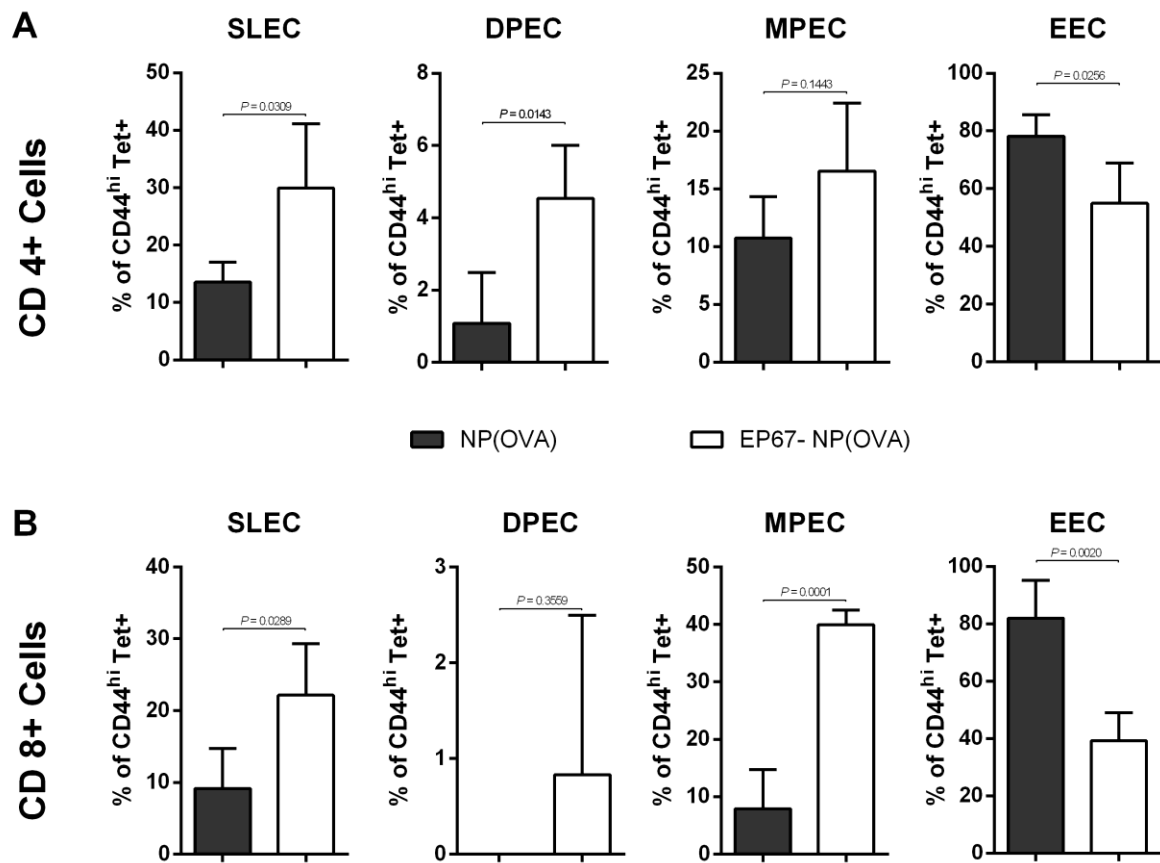 A
SLEC
DPEC
MPEC
EEC
CD 4+ Cells
% of CD44hi Tet+
50
40
30
20
10
0
P = 0.0309
% of CD44hi Tet+
8
6
4
2
0
P = 0.0143
% of CD44hi Tet+
25
20
15
10
5
0
P = 0.1443
% of CD44hi Tet+
100
80
60
40
20
0
P = 0.0256
NP(OVA)
EP67- NP(OVA)
B
SLEC
DPEC
MPEC
EEC
CD 8+ Cells
% of CD44hi Tet+
40
30
20
10
0
P = 0.0289
% of CD44hi Tet+
3
2
1
0
P = 0.3559
% of CD44hi Tet+
50
40
30
20
10
0
P = 0.0001
% of CD44hi Tet+
100
80
60
40
20
0
P = 0.0020